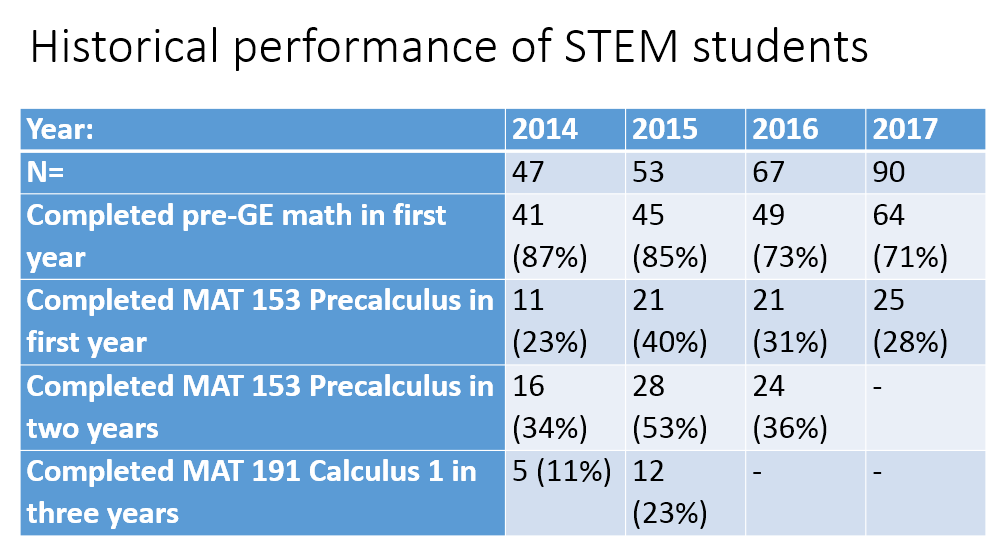 Historical performance of STEM students
Year: 2014 2015 2016 2017
N= 47 53 67 90
Completed pre-GE math in first 41 45 49 64
year (87%) (85%) (73%) (71%)
Completed MAT 153 Precalculus in 11 21 21 25
first year (23%) (40%) (31%) (28%)
Completed MAT 153 Precalculus in 16 28 24 -
two years (34%) (53%) (36%)
Completed MAT 191 Calculus 1 in 5 (11%) 12 - -
three years (23%)